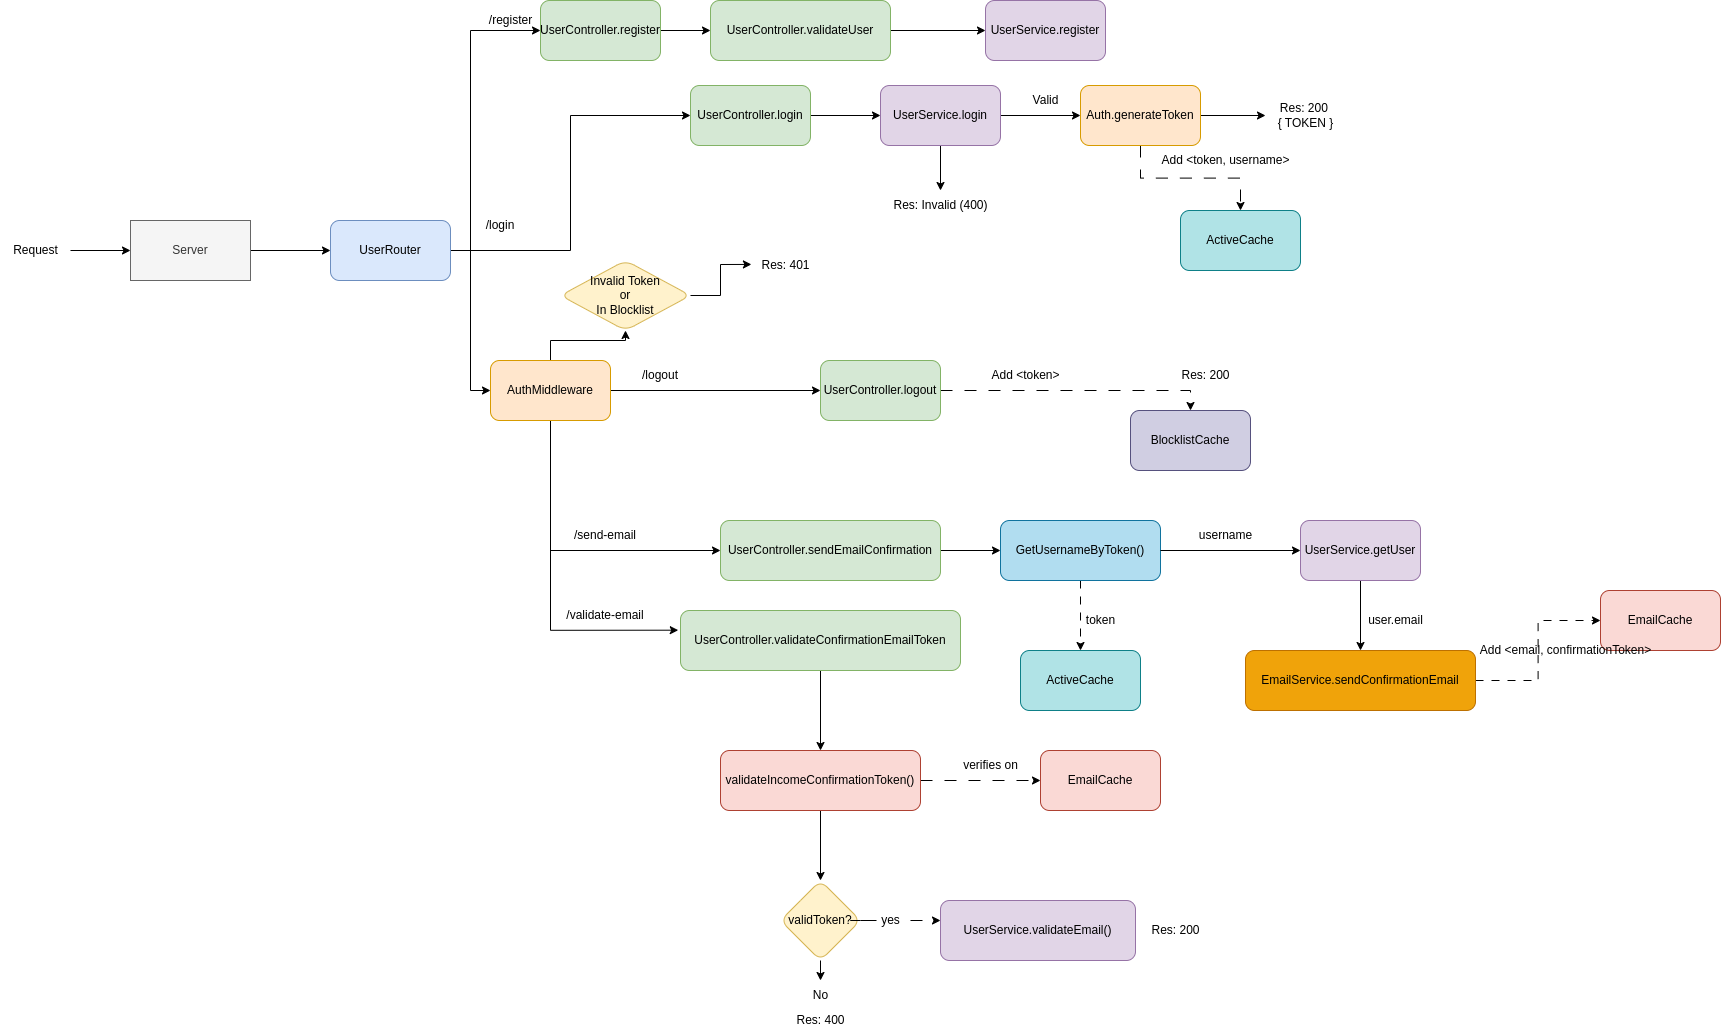 /register
UserController.register
UserController.validateUser
UserService.register
UserController.login
UserService.login
Valid
Auth.generateToken
Res: 200
{ TOKEN }
Add <token, username>
Res: Invalid (400)
/login
ActiveCache
Request
Server
UserRouter
Invalid Token
or
In Blocklist
Res: 401
AuthMiddleware
/logout
UserController.logout
Add <token>
Res: 200
BlocklistCache
/send-email
UserController.sendEmailConfirmation
GetUsernameByToken()
username
UserService.getUser
/validate-email
UserController.validateConfirmationEmailToken
token
user.email
EmailCache
Add <email, confirmationToken>
ActiveCache
EmailService.sendConfirmationEmail
validateIncomeConfirmationToken()
verifies on
EmailCache
validToken?
yes
UserService.validateEmail()
Res: 200
No
Res: 400